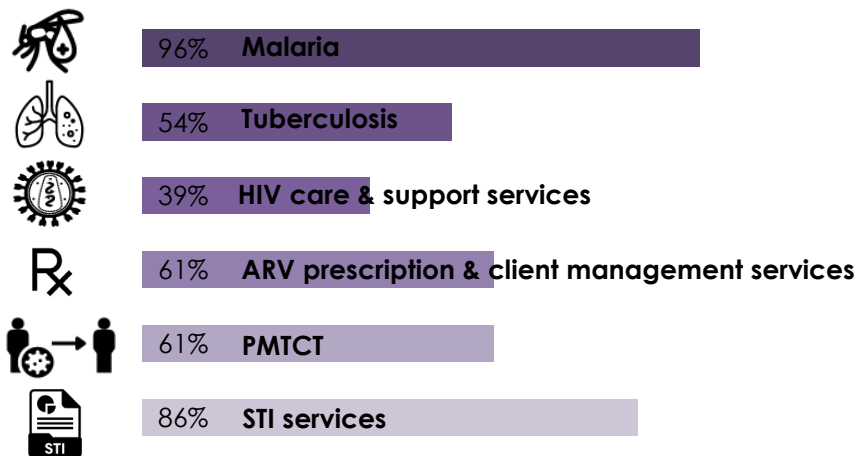 96% Malaria
54% Tuberculosis
39% HIV care & support services
Rx
61% ARV prescription & client management services
61% PMTCT
86% STI services
STI